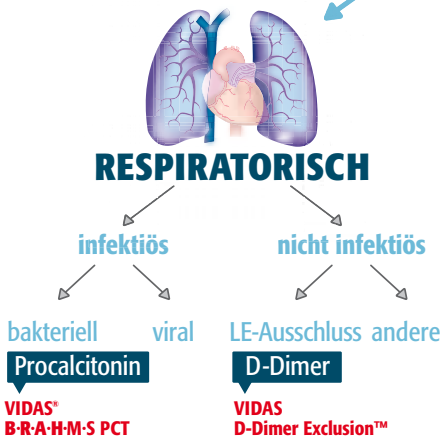 RESPIRATORISCH
infektiös nicht infektiös
bakteriell viral LE-Ausschluss andere
Procalcitonin D-Dimer
VIDAS® VIDAS
B·R·A·H·M·S PCT D-Dimer Exclusion™